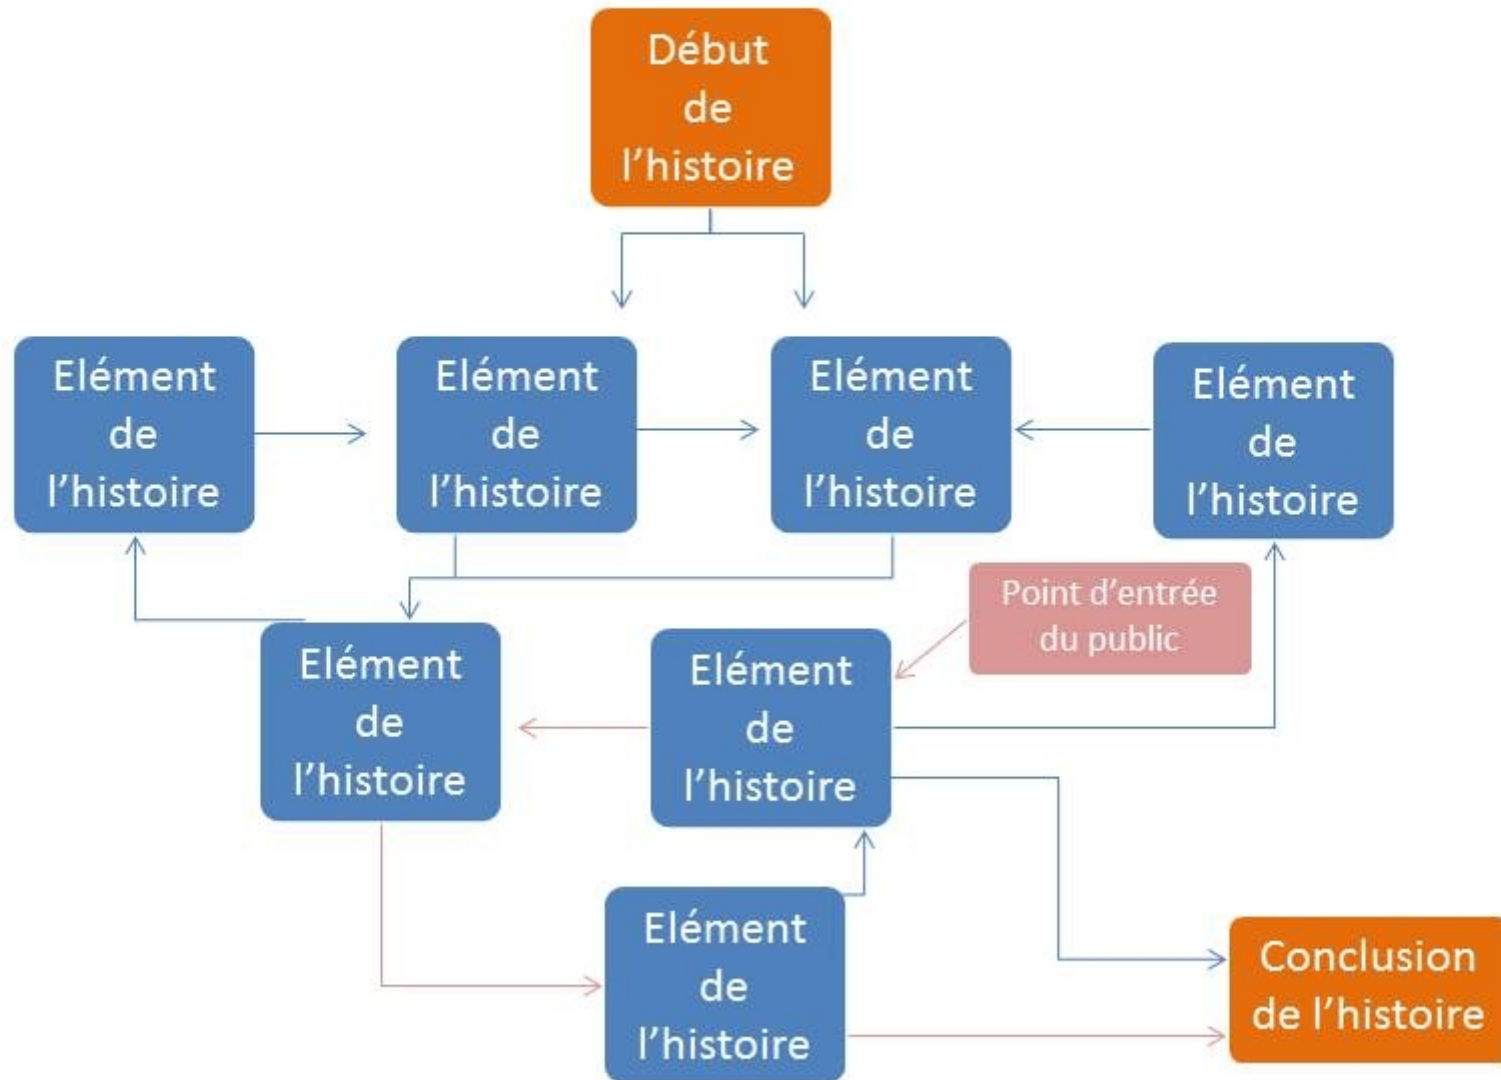 Début
de
l'histoire
Elément
de
l'histoire
Elément
de
l'histoire
Elément
de
l'histoire
Elément
de
l'histoire
Point d'entrée
du public
Elément
de
l'histoire
Elément
de
l'histoire
Elément
de
l'histoire
Conclusion
de l'histoire